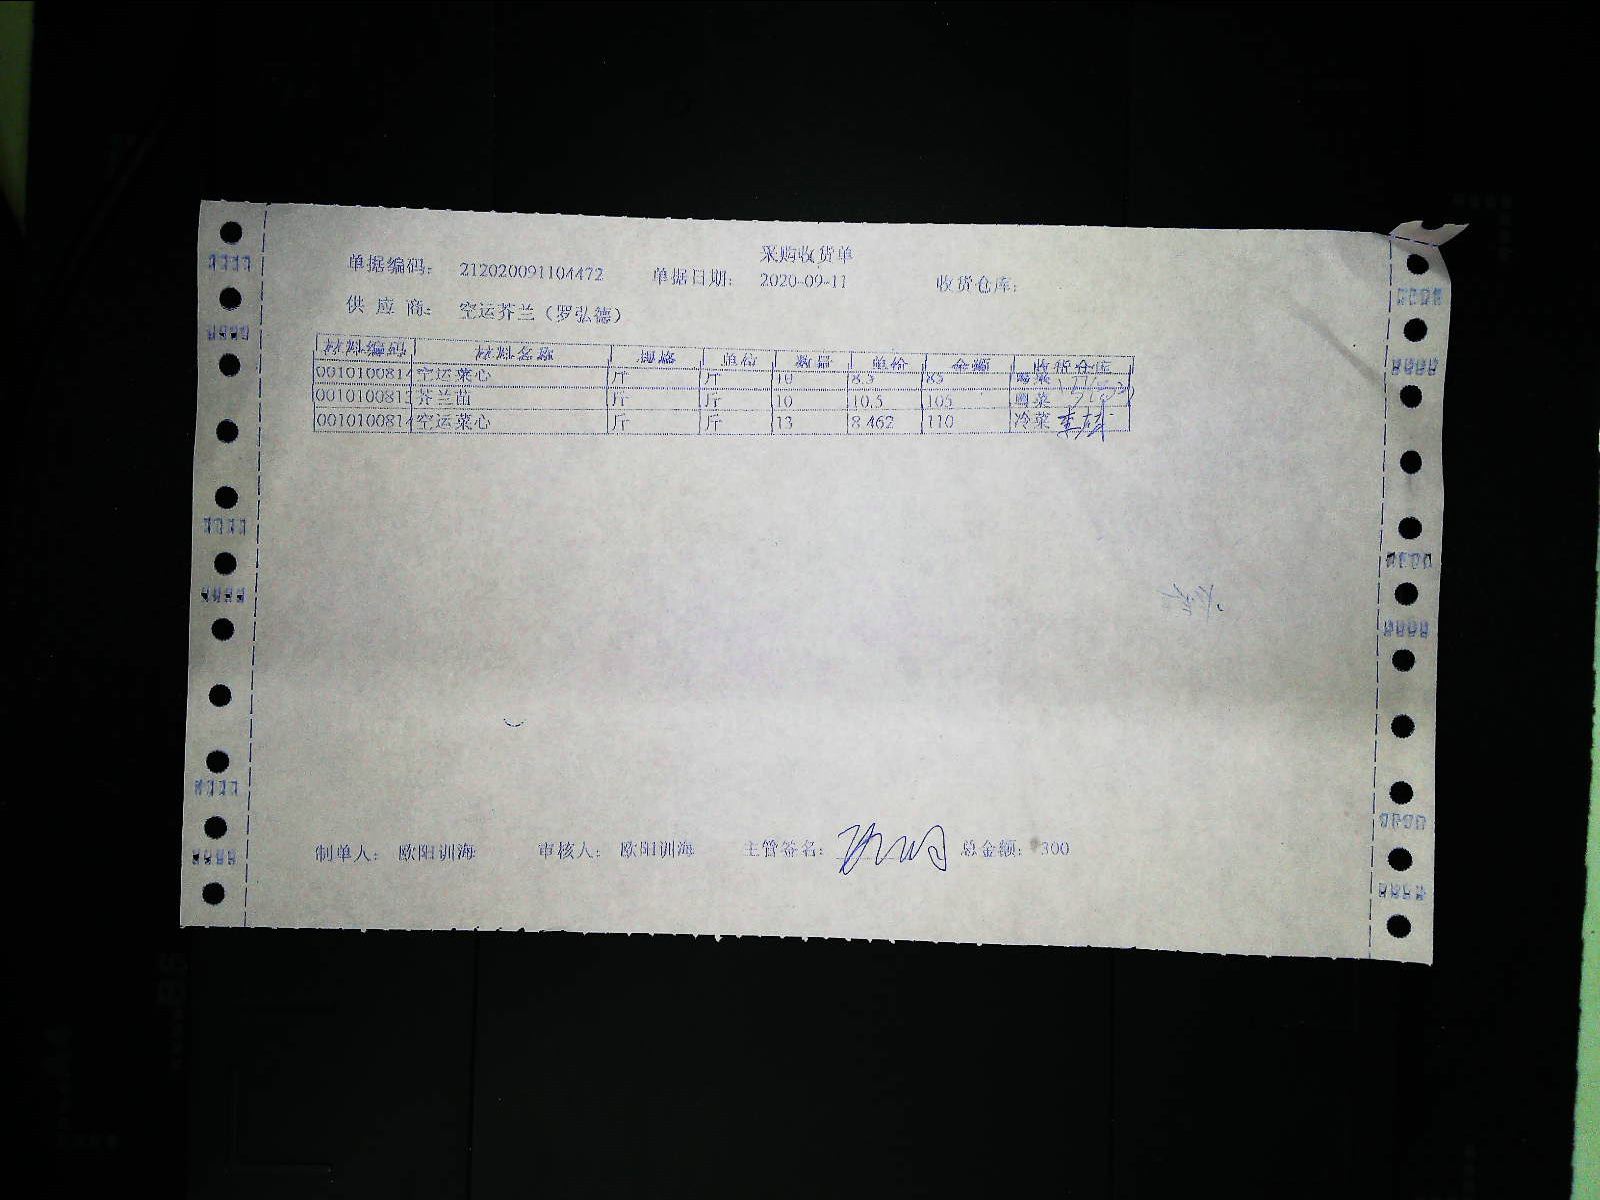 采购收货单
单据编码： 212020091104472 单据日期： 2020-09-11 收货仓库：
供 应 商： 空运芥兰（罗弘德）
材料编码 材料名称 规格 单位 数量 单价 金额 收货仓库
0010100814 空运菜心 斤 斤 10 8.5 85 粤菜
001010081 芥兰苗 斤 斤 10 10.5 105 粤菜
0010100814 空运菜心 斤 斤 13 8.462 110 冷菜
制单人： 欧阳训海 审核人： 欧阳训海 主管签名： 总金额： 300